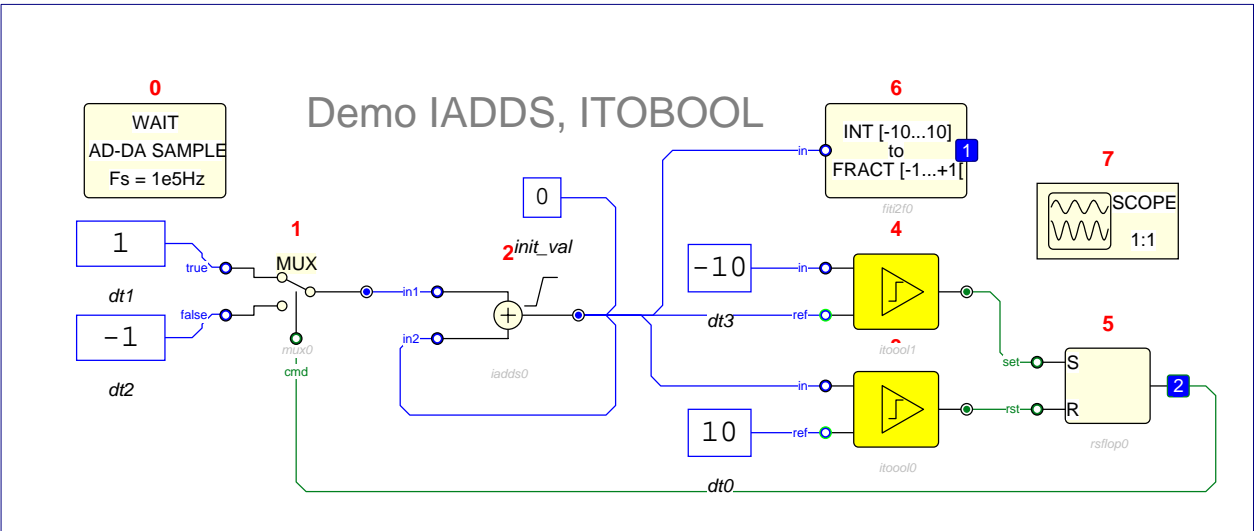 0
WAIT
AD-DA SAMPLE
Fs = 1e5Hz
Demo IADDS, ITOBOOL
6
INT [-10...10]
to
FRACT [-1...+1[
in
1
fiti2f0
7
SCOPE
1:1
1
dt1
true
1
MUX
-1
dt2
false
mux0
cmd
0
init_val
2
in1
in2
iadds0
-10
dt3
4
in
ref
itoool1
10
dt0
in
ref
itoool0
5
set
S
rst
R
2
rsflop0